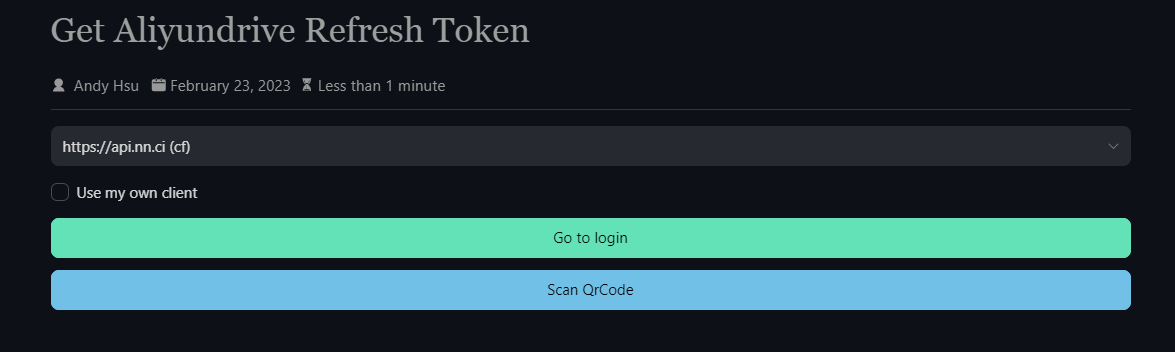 Get Aliyundrive Refresh Token
Andy Hsu February 23, 2023 Less than 1 minute
https://api.nn.ci (cf)
Use my own client
Go to login
Scan QrCode